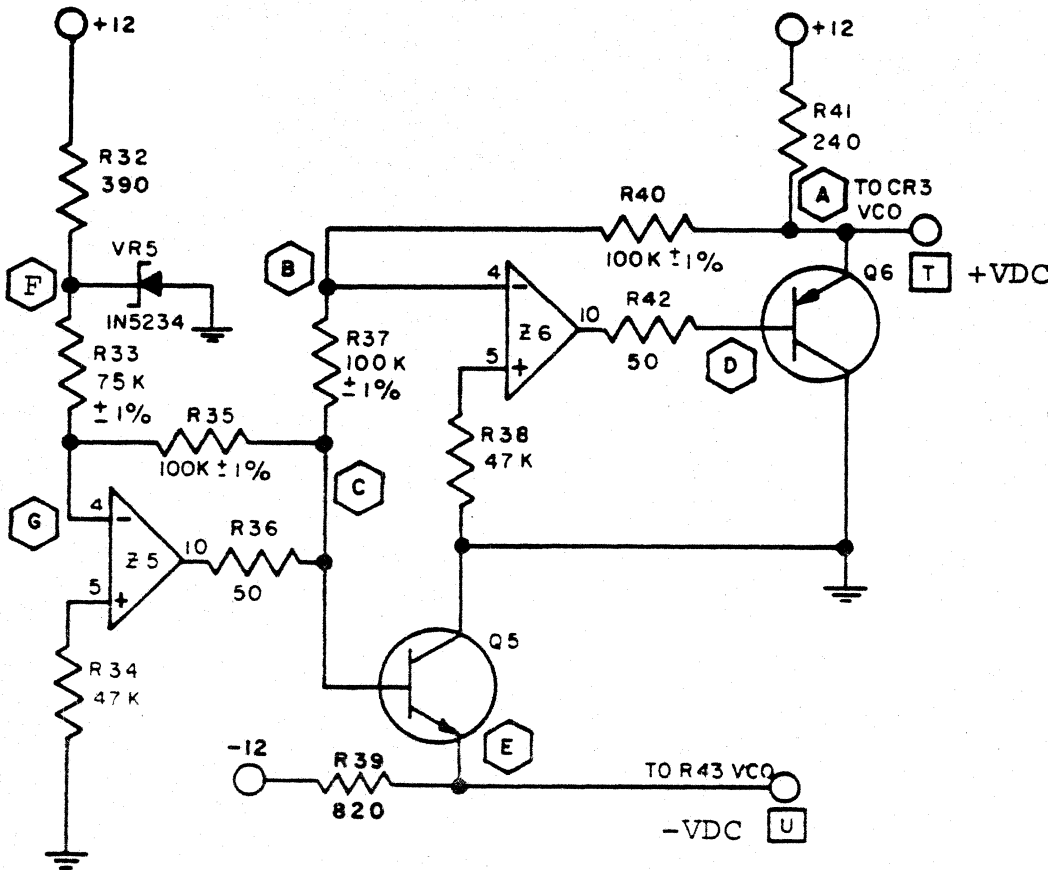 +12
R32
390
F
VR5
IN5234
R33
75K
±1%
R35
100K ±1%
G
4
−
Z5
5
+
10
R36
50
R34
47K
B
R37
100K
±1%
C
R40
100K ±1%
4
−
Z6
5
+
10
R42
50
D
R38
47K
+12
R41
240
A
TO CR3
VCO
T
+VDC
Q6
Q5
E
-12
R39
820
TO R43 VCO
-VDC
U